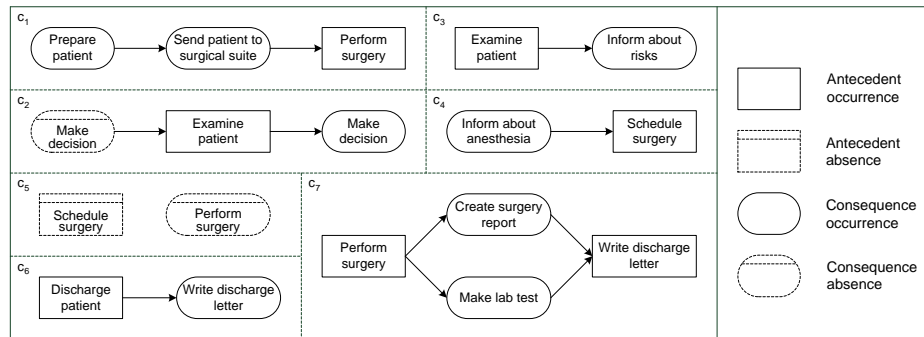 c1
Prepare
patient
Send patient to
surgical suite
Perform
surgery
c2
Make
decision
Examine
patient
Make
decision
c3
Examine
patient
Inform about
risks
c4
Inform about
anesthesia
Schedule
surgery
c5
Schedule
surgery
Perform
surgery
c6
Discharge
patient
Write discharge
letter
c7
Perform
surgery
Create surgery
report
Make lab test
Write discharge
letter
Antecedent
occurrence
Antecedent
absence
Consequence
occurrence
Consequence
absence